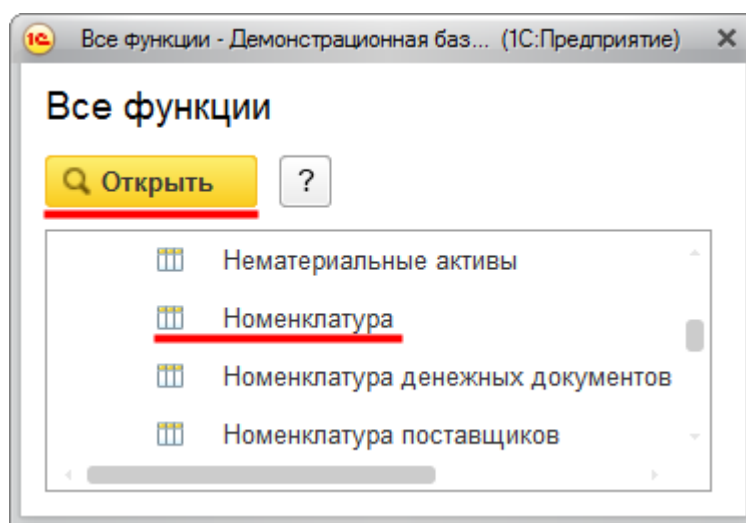 1С Все функции - Демонстрационная баз... (1С:Предприятие)
Все функции
Открыть ?
Нематериальные активы
Номенклатура
Номенклатура денежных документов
Номенклатура поставщиков